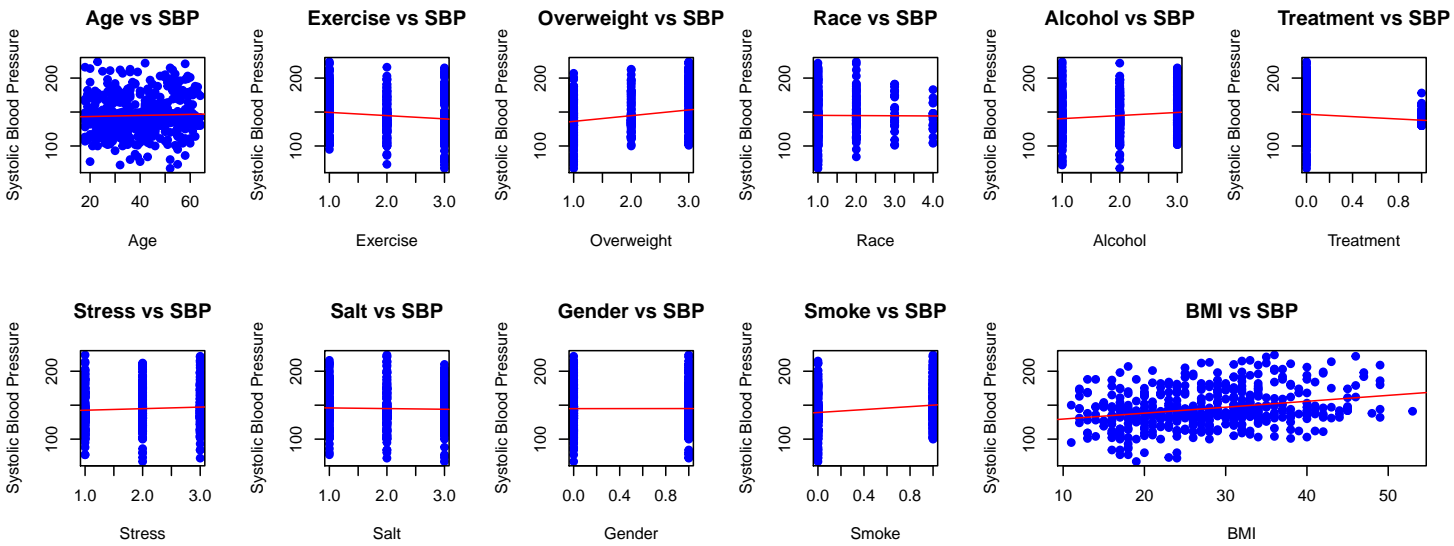 Age vs SBP
Systolic Blood Pressure
100
200
20
40
60
Age
Exercise vs SBP
Systolic Blood Pressure
100
200
1.0
2.0
3.0
Exercise
Overweight vs SBP
Systolic Blood Pressure
100
200
1.0
2.0
3.0
Overweight
Race vs SBP
Systolic Blood Pressure
100
200
1.0
2.0
3.0
4.0
Race
Alcohol vs SBP
Systolic Blood Pressure
100
200
1.0
2.0
3.0
Alcohol
Treatment vs SBP
Systolic Blood Pressure
100
200
0.0
0.4
0.8
Treatment
Stress vs SBP
Systolic Blood Pressure
100
200
1.0
2.0
3.0
Stress
Salt vs SBP
Systolic Blood Pressure
100
200
1.0
2.0
3.0
Salt
Gender vs SBP
Systolic Blood Pressure
100
200
0.0
0.4
0.8
Gender
Smoke vs SBP
Systolic Blood Pressure
100
200
0.0
0.4
0.8
Smoke
BMI vs SBP
Systolic Blood Pressure
100
200
10
20
30
40
50
BMI